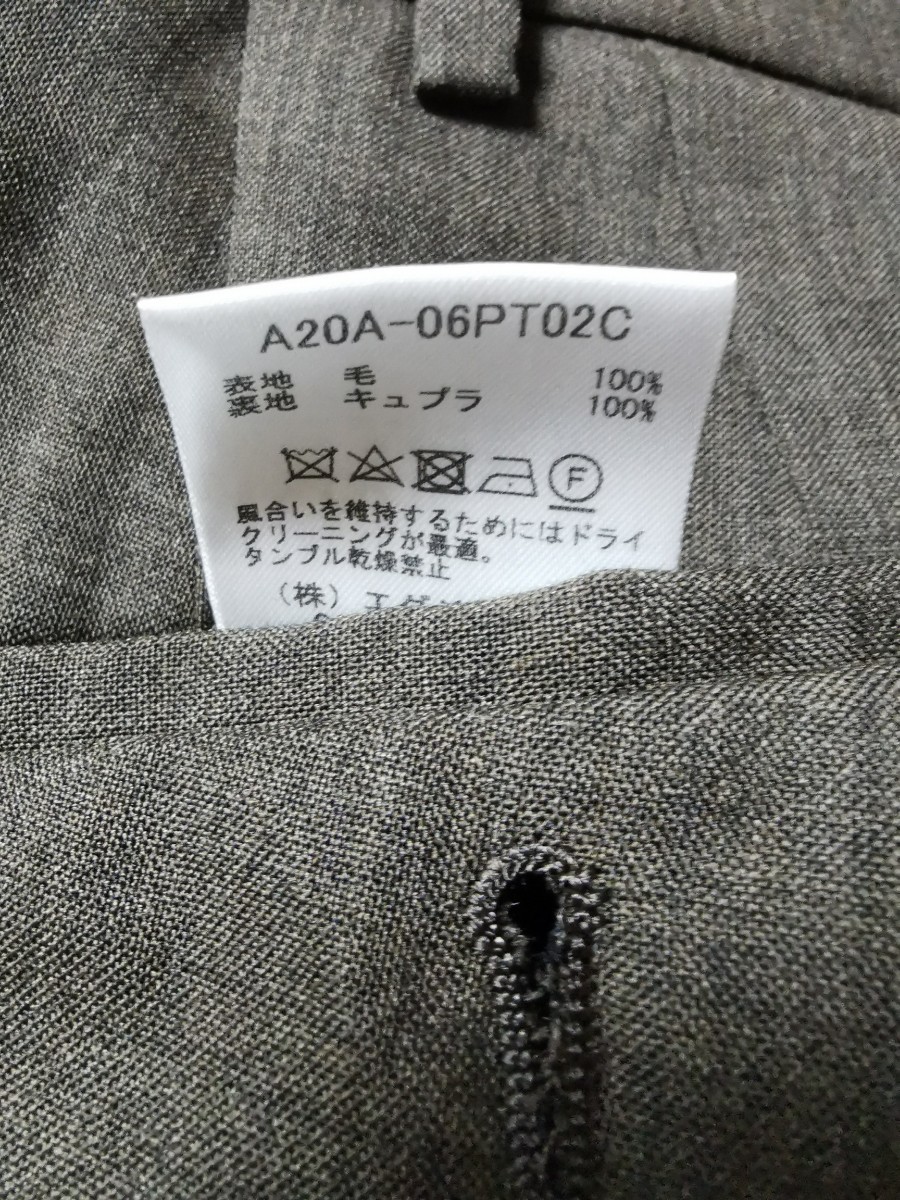 A20A-06PT02C
表地 毛 100%
裏地 キュプラ 100%
F
風合いを維持するためにはドライ
クリーニングが最適。
タンブル乾燥禁止
(株)